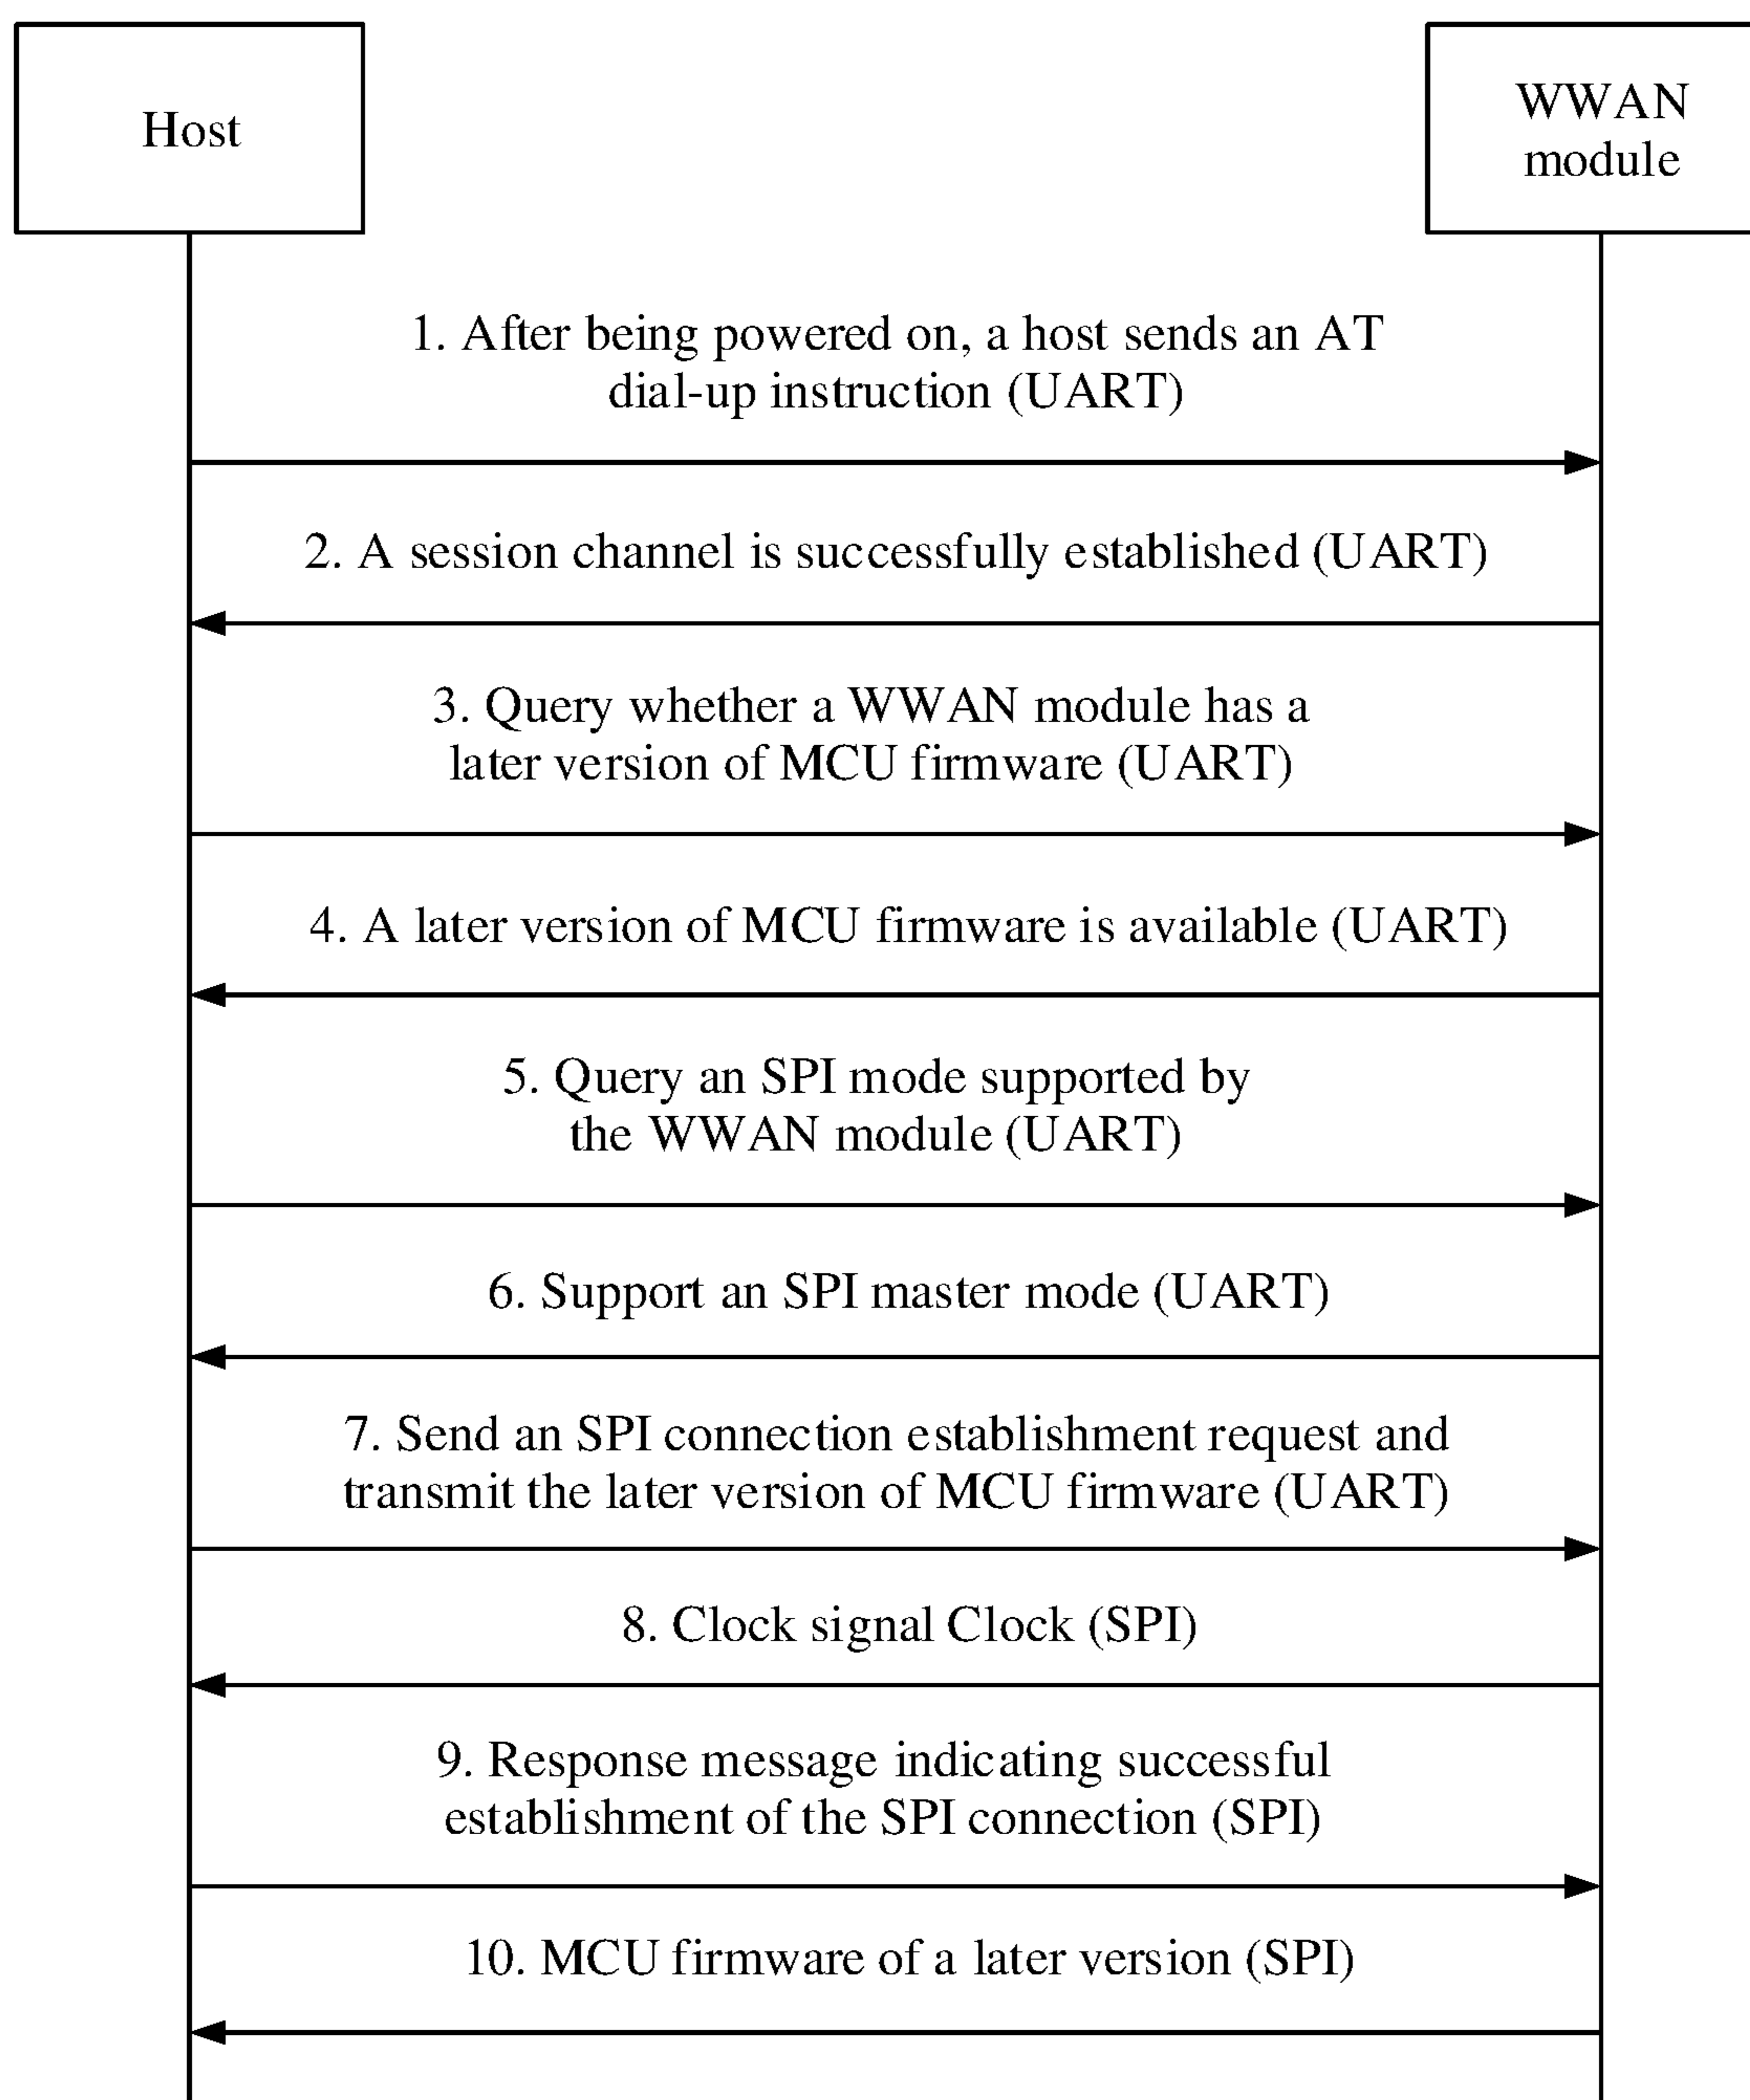 Host
WWAN
module
1. After being powered on, a host sends an AT
dial-up instruction (UART)
2. A session channel is successfully established (UART)
3. Query whether a WWAN module has a
later version of MCU firmware (UART)
4. A later version of MCU firmware is available (UART)
5. Query an SPI mode supported by
the WWAN module (UART)
6. Support an SPI master mode (UART)
7. Send an SPI connection establishment request and
transmit the later version of MCU firmware (UART)
8. Clock signal Clock (SPI)
9. Response message indicating successful
establishment of the SPI connection (SPI)
10. MCU firmware of a later version (SPI)